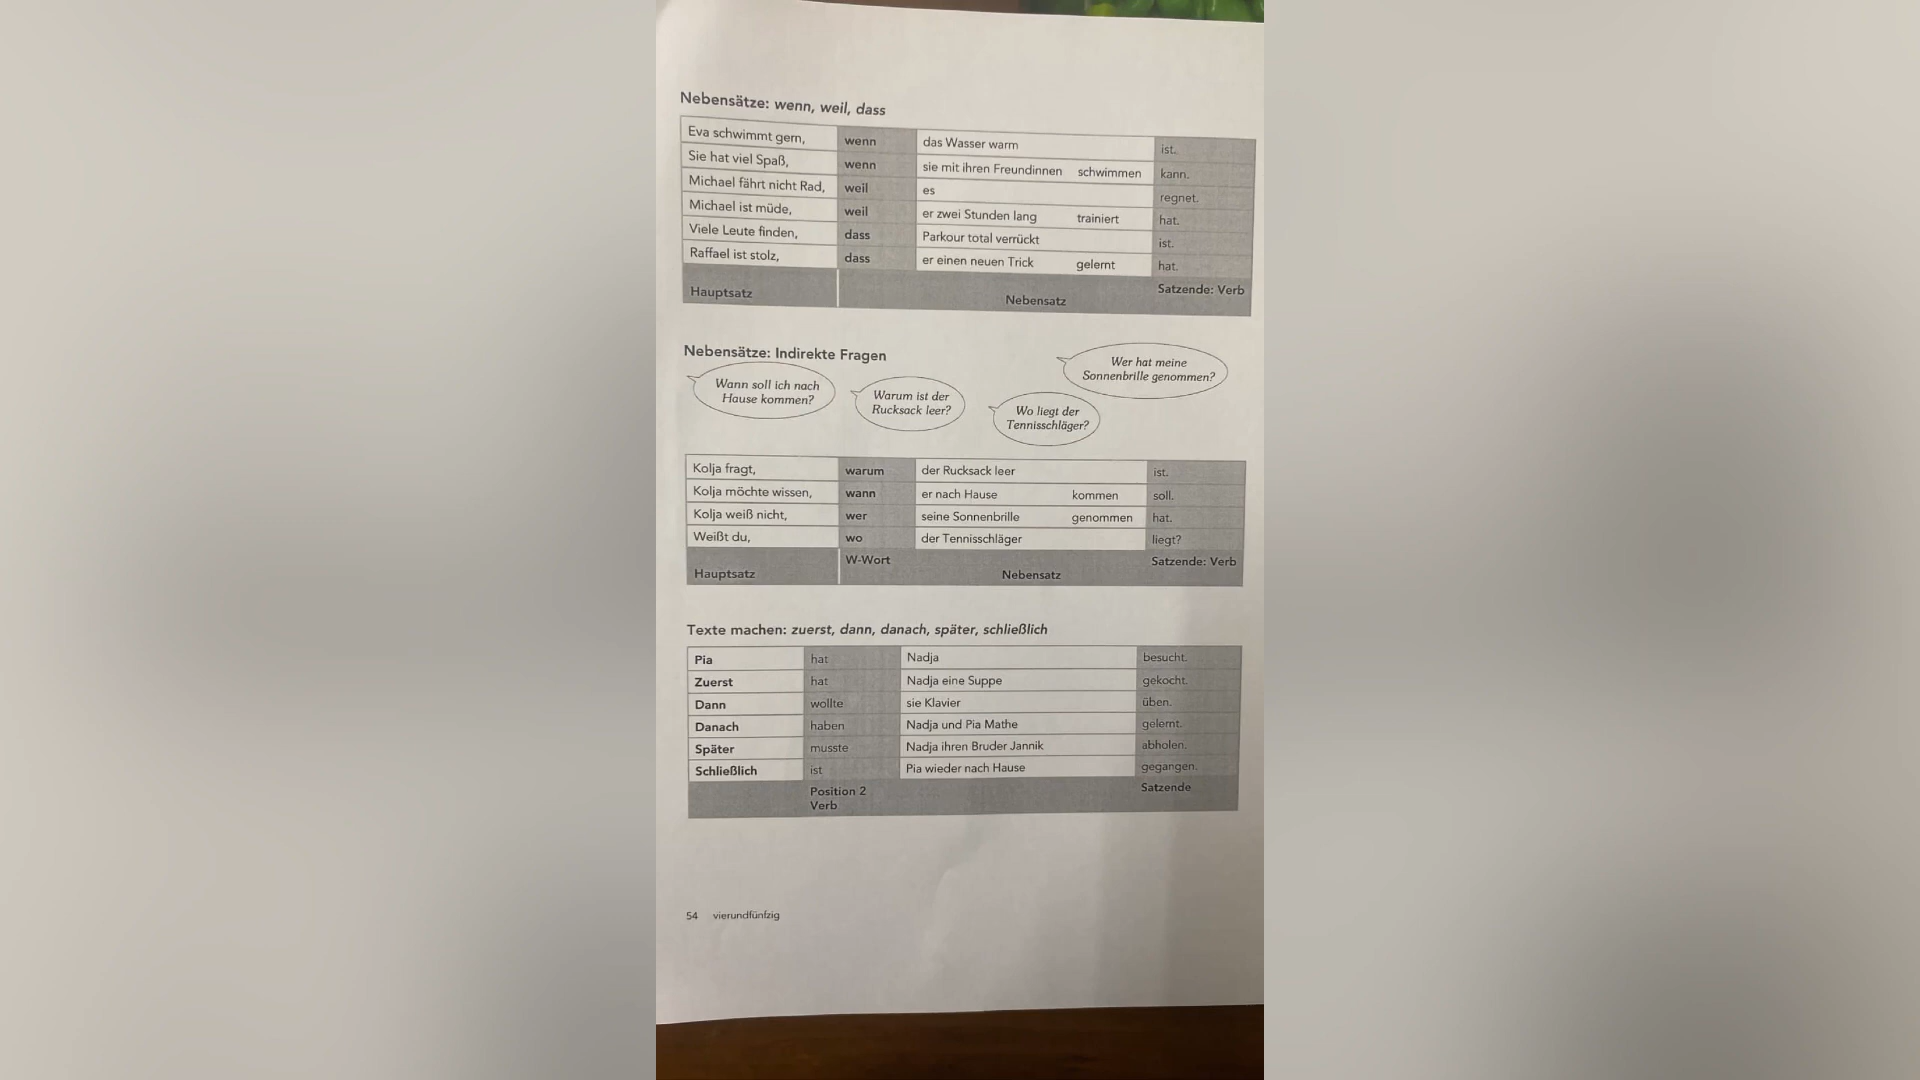 Nebensätze: wenn, weil, dass
Eva schwimmt gern, wenn das Wasser warm ist.
Sie hat viel Spaß, wenn sie mit ihren Freundinnen schwimmen kann.
Michael fährt nicht Rad, weil es regnet.
Michael ist müde, weil er zwei Stunden lang trainiert hat.
Viele Leute finden, dass Parkour total verrückt ist.
Raffael ist stolz, dass er einen neuen Trick gelernt hat.
Satzende: Verb
Hauptsatz Nebensatz
Nebensätze: Indirekte Fragen
Wann soll ich nach
Hause kommen?
Warum ist der
Rucksack leer?
Wo liegt der
Tennisschläger?
Wer hat meine
Sonnenbrille genommen?
Kolja fragt, warum der Rucksack leer ist.
Kolja möchte wissen, wann er nach Hause kommen soll.
Kolja weiß nicht, wer seine Sonnenbrille genommen hat.
Weißt du, wo der Tennisschläger liegt?
W-Wort Satzende: Verb
Hauptsatz Nebensatz
Texte machen: zuerst, dann, danach, später, schließlich
Pia hat Nadja besucht.
Zuerst hat Nadja eine Suppe gekocht.
Dann wollte sie Klavier üben.
Danach haben Nadja und Pia Mathe gelernt.
Später musste Nadja ihren Bruder Jannik abholen.
Schließlich ist Pia wieder nach Hause gegangen.
Position 2 Satzende
Verb
54 vierundfünfzig